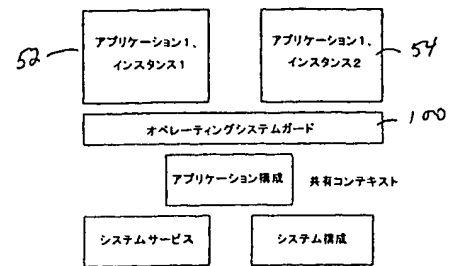 アプリケーション1、
インスタンス1
アプリケーション1、
インスタンス2
52
54
オペレーティングシステムガード
100
アプリケーション構成
共有コンテキスト
システムサービス
システム構成